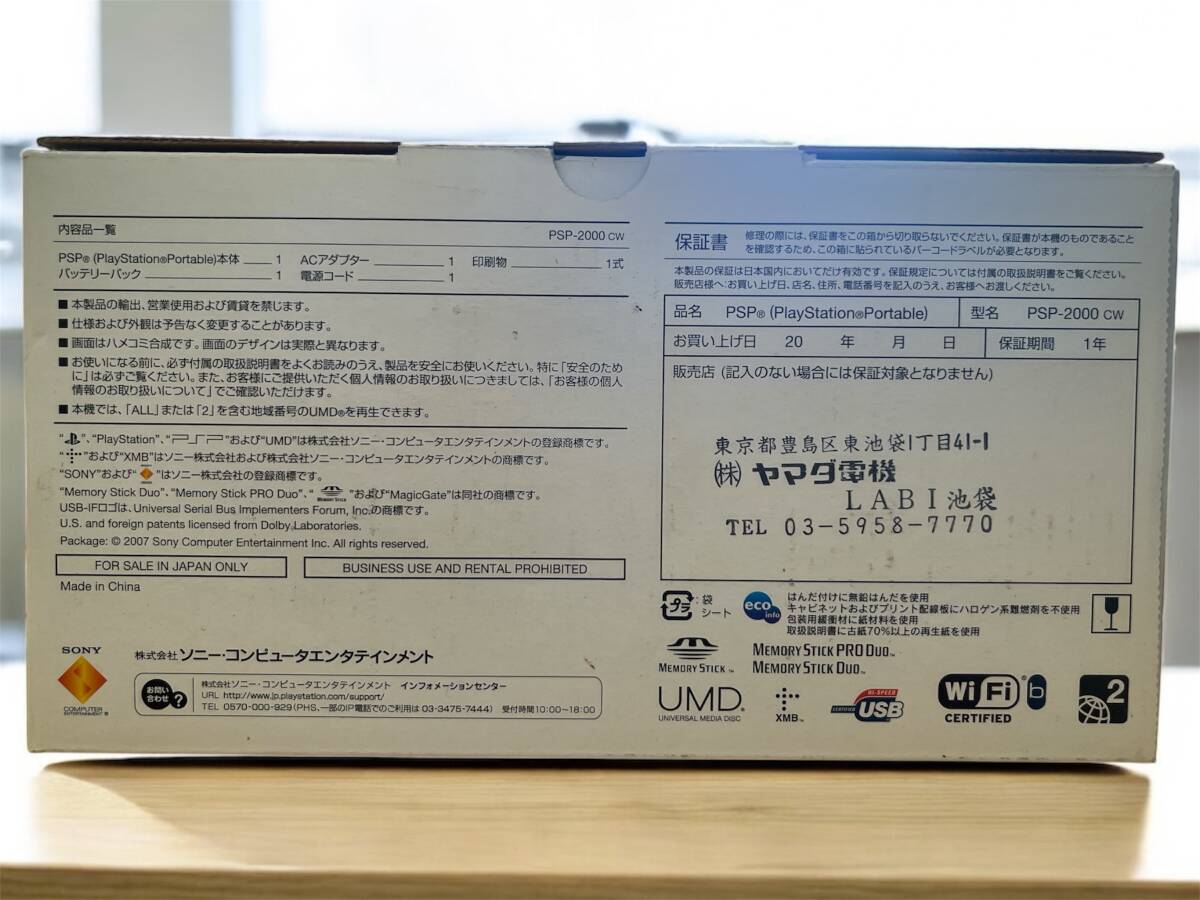 内容品一覧 PSP-2000 CW
PSP® (PlayStation®Portable)本体 1 ACアダプター 1 印刷物 1式
バッテリーパック 1 電源コード 1
■ 本製品の輸出、営業使用および賃貸を禁じます。
■ 仕様および外観は予告なく変更することがあります。
■ 画面はハメコミ合成です。画面のデザインは実際と異なります。
■ お使いになる前に、必ず付属の取扱説明書をよくお読みのうえ、製品を安全にお使いください。特に「安全のため
に」は必ずご覧ください。また、お客様にご提供いただく個人情報のお取り扱いにつきましては、「お客様の個人
情報のお取り扱いについて」でご確認いただけます。
■ 本機では、「ALL」または「2」を含む地域番号のUMD®を再生できます。
“ ”、“PlayStation”、“PSP”および“UMD”は株式会社ソニー・コンピュータエンタテインメントの登録商標です。
“ ”および“XMB”はソニー株式会社および株式会社ソニー・コンピュータエンタテインメントの商標です。
“SONY”および“ ”はソニー株式会社の登録商標です。
“Memory Stick Duo”、“Memory Stick PRO Duo”、“ MEMORY STICK ”および“MagicGate”は同社の商標です。
USB-IFロゴは、Universal Serial Bus Implementers Forum, Inc.の商標です。
U.S. and foreign patents licensed from Dolby Laboratories.
Package: © 2007 Sony Computer Entertainment Inc. All rights reserved.
FOR SALE IN JAPAN ONLY
BUSINESS USE AND RENTAL PROHIBITED
Made in China
SONY
COMPUTER
ENTERTAINMENT®
株式会社 ソニー・コンピュータエンタテインメント
お問い
合わせ ?
株式会社ソニー・コンピュータエンタテインメント インフォメーションセンター
URL http://www.jp.playstation.com/support/
TEL 0570-000-929(PHS、一部のIP電話でのご利用は 03-3475-7444) 受付時間10:00~18:00
保証書
修理の際には、保証書をこの箱から切り取らないでください。保証書が本機のものであること
を確認するため、この箱に貼られているバーコードラベルが必要となります。
本製品の保証は日本国内においてだけ有効です。保証規定については付属の取扱説明書をご覧ください。
販売店様へ:お買い上げ日、店名、住所、電話番号を記入のうえ、お客様へお渡しください。
品名 PSP® (PlayStation®Portable) 型名 PSP-2000 CW
お買い上げ日 20 年 月 日 保証期間 1年
販売店 (記入のない場合には保証対象となりません)
東京都豊島区東池袋1丁目41-1
(株) ヤマダ電機
LABI池袋
TEL 03-5958-7770
プラ :袋
シート
eco info
はんだ付けに無鉛はんだを使用
キャビネットおよびプリント配線板にハロゲン系難燃剤を不使用
包装用緩衝材に紙材料を使用
取扱説明書に古紙70%以上の再生紙を使用
MEMORY STICK™
MEMORY STICK PRO DUO™
MEMORY STICK DUO™
UMD®
UNIVERSAL MEDIA DISC
XMB™
HI-SPEED
CERTIFIED USB
Wi Fi® b
CERTIFIED
2